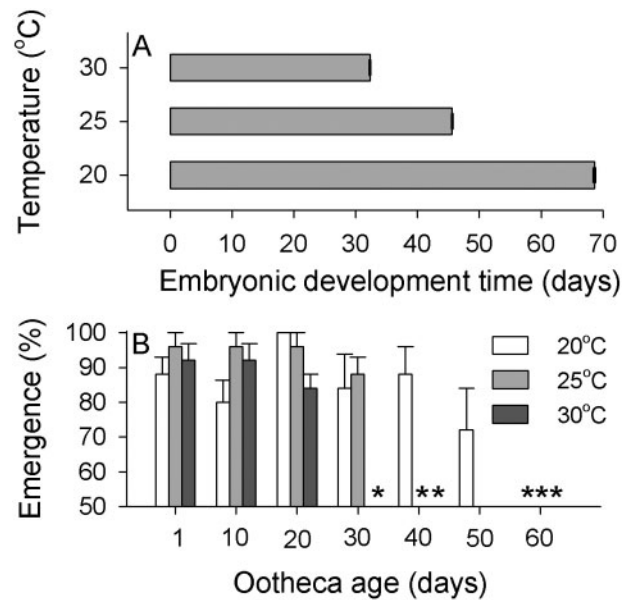 A
Temperature (°C)
30
25
20
0 10 20 30 40 50 60 70
Embryonic development time (days)
B
Emergence (%)
100
90
80
70
60
50
20°C
25°C
30°C
* ** ***
1 10 20 30 40 50 60
Ootheca age (days)